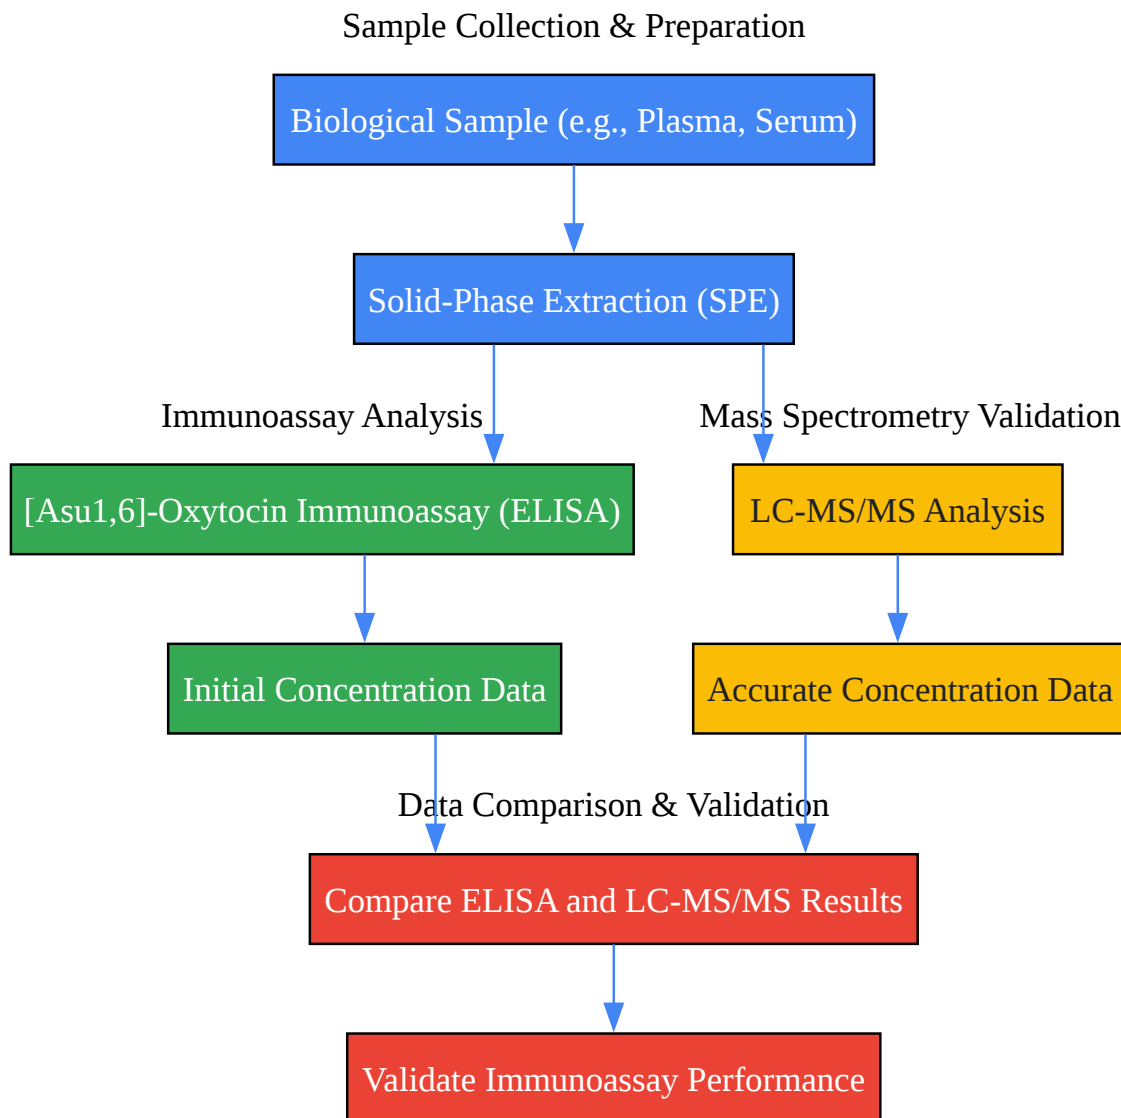 Sample Collection & Preparation
Biological Sample (e.g., Plasma, Serum)
Solid-Phase Extraction (SPE)
Immunoassay Analysis
Mass Spectrometry Validation
[Asu1,6]-Oxytocin Immunoassay (ELISA)
LC-MS/MS Analysis
Initial Concentration Data
Accurate Concentration Data
Data Comparison & Validation
Compare ELISA and LC-MS/MS Results
Validate Immunoassay Performance